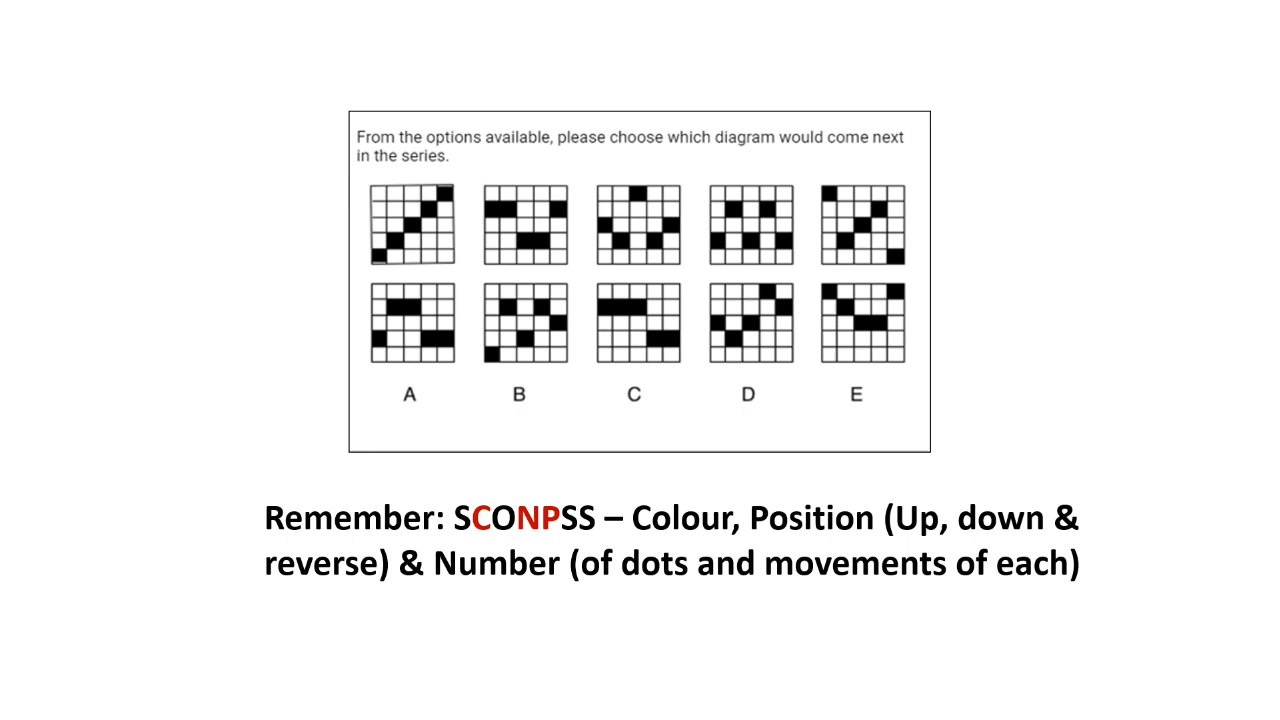 From the options available, please choose which diagram would come next
in the series.
A B C D E
Remember: SCONPSS – Colour, Position (Up, down &
reverse) & Number (of dots and movements of each)